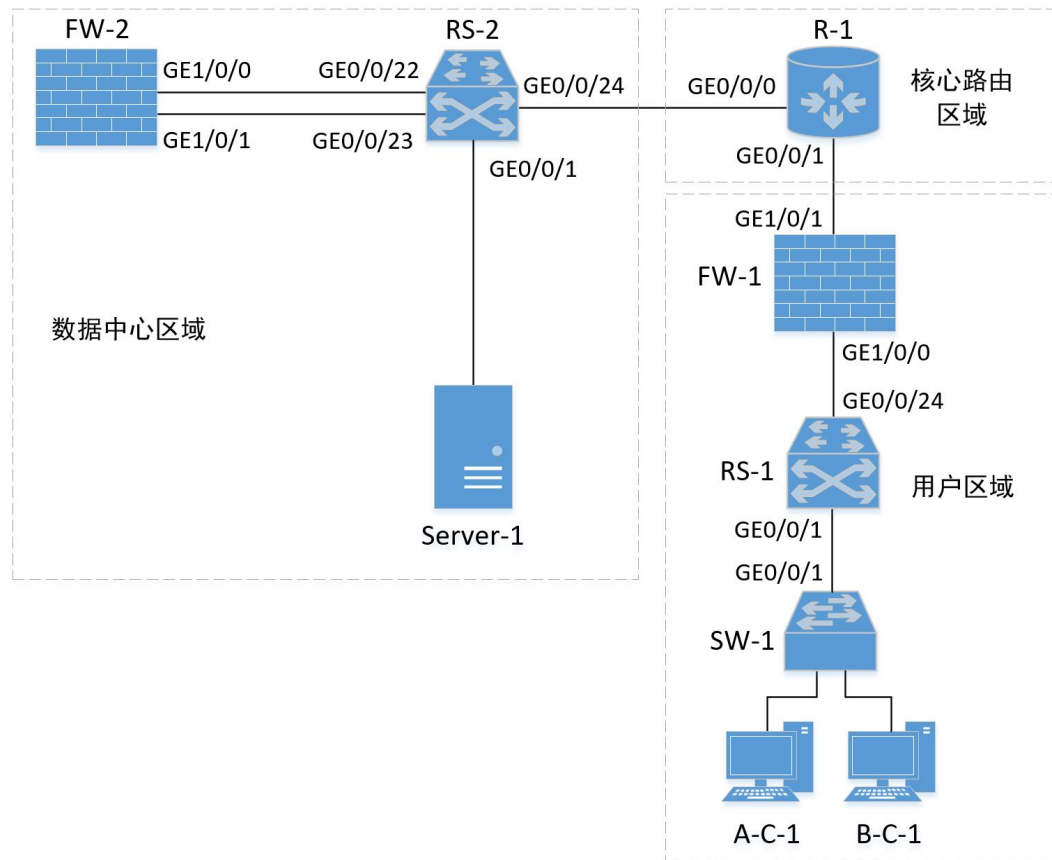 FW-2
RS-2
R-1
GE1/0/0
GE0/0/22
GE0/0/24
GE0/0/0
核心路由
区域
GE1/0/1
GE0/0/23
GE0/0/1
GE0/0/1
GE1/0/1
FW-1
数据中心区域
GE1/0/0
GE0/0/24
RS-1
用户区域
Server-1
GE0/0/1
GE0/0/1
SW-1
A-C-1
B-C-1